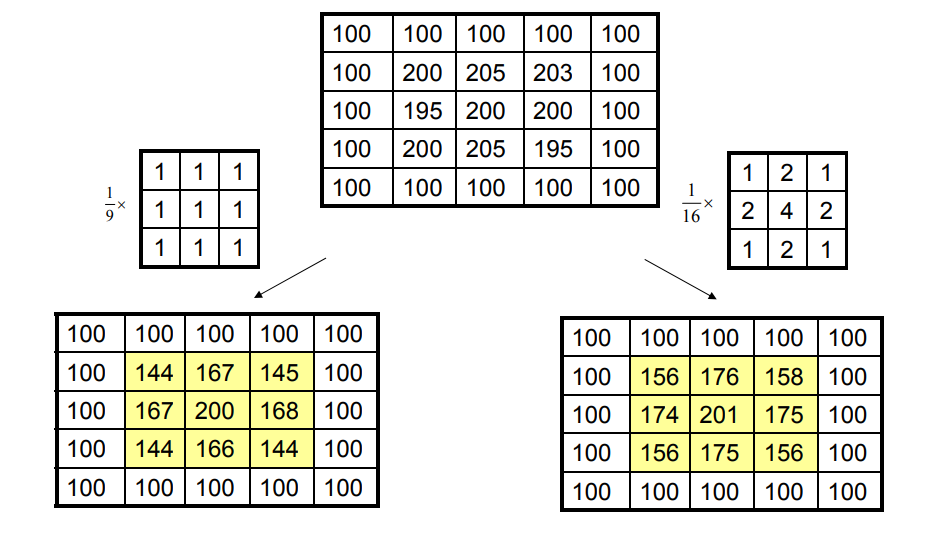 100 100 100 100 100
100 200 205 203 100
100 195 200 200 100
100 200 205 195 100
100 100 100 100 100
1/9 ×
1 1 1
1 1 1
1 1 1
1/16 ×
1 2 1
2 4 2
1 2 1
100 100 100 100 100
100 144 167 145 100
100 167 200 168 100
100 144 166 144 100
100 100 100 100 100
100 100 100 100 100
100 156 176 158 100
100 174 201 175 100
100 156 175 156 100
100 100 100 100 100